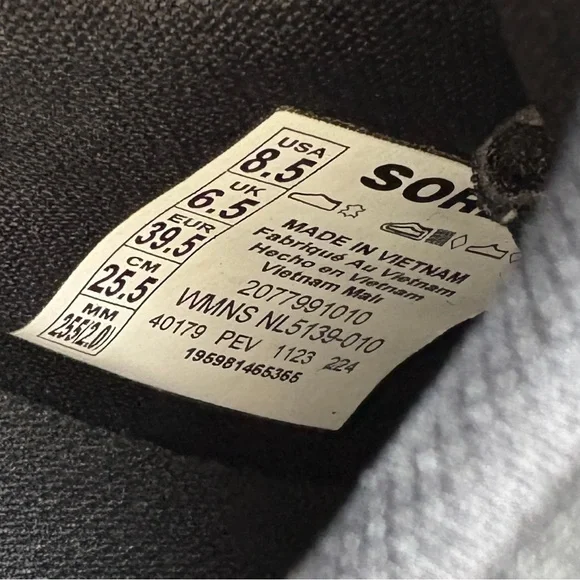 USA
8.5
UK
6.5
EUR
39.5
CM
25.5
MM
255(2.0)
SOR
MADE IN VIETNAM
Fabriqué Au Vietnam
Hecho en Vietnam
Vietnam Mali
2077991010
WMNS NL5139-010
40179 PEV 1123 224
195981465365